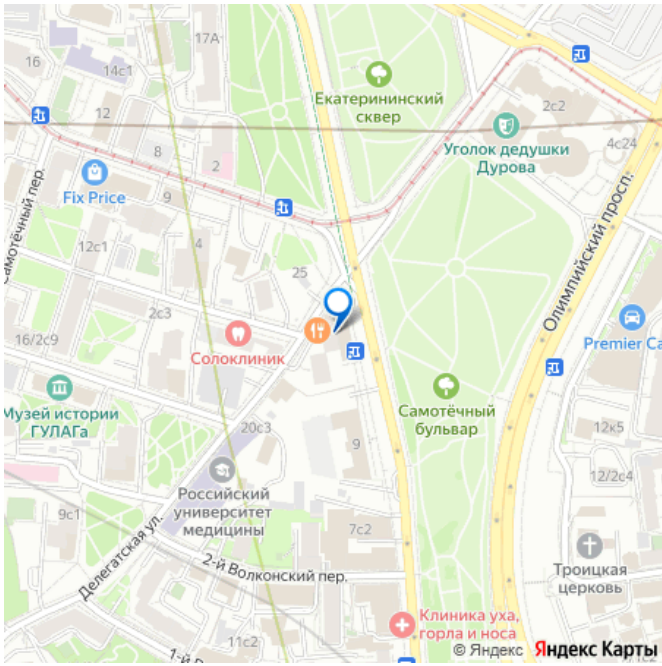 17А
16
14с1
Екатерининский
сквер
2с2
12
Уголок дедушки
Дурова
4с24
8
2
Fix Price
9
Самотёчный пер.
4
12с1
25
Олимпийский просп.
2с3
16/2с9
Солоклиник
Premier Ca
Музей истории
ГУЛАГа
Самотёчный
бульвар
20с3
9
12к5
Российский
университет
медицины
12/2с4
9с1
7с2
Делегатская ул.
2-й Волконский пер.
Троицкая
церковь
Клиника уха,
горла и носа
11с2
1-й
© Яндекс Яндекс Карты